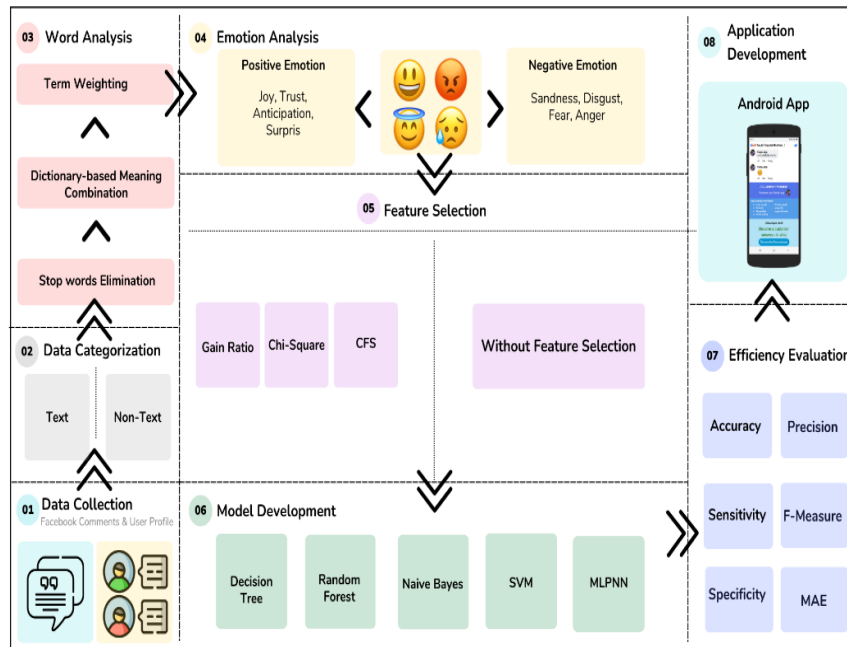 03 Word Analysis
Term Weighting
Dictionary-based Meaning
Combination
Stop words Elimination
02 Data Categorization
Text
Non-Text
01 Data Collection
Facebook Comments & User Profile
04 Emotion Analysis
Positive Emotion
Joy, Trust,
Anticipation,
Surpris
Negative Emotion
Sandness, Disgust,
Fear, Anger
05 Feature Selection
Gain Ratio
Chi-Square
CFS
Without Feature Selection
06 Model Development
Decision
Tree
Random
Forest
Naive Bayes
SVM
MLPNN
07 Efficiency Evaluation
Accuracy
Precision
Sensitivity
F-Measure
Specificity
MAE
08 Application
Development
Android App